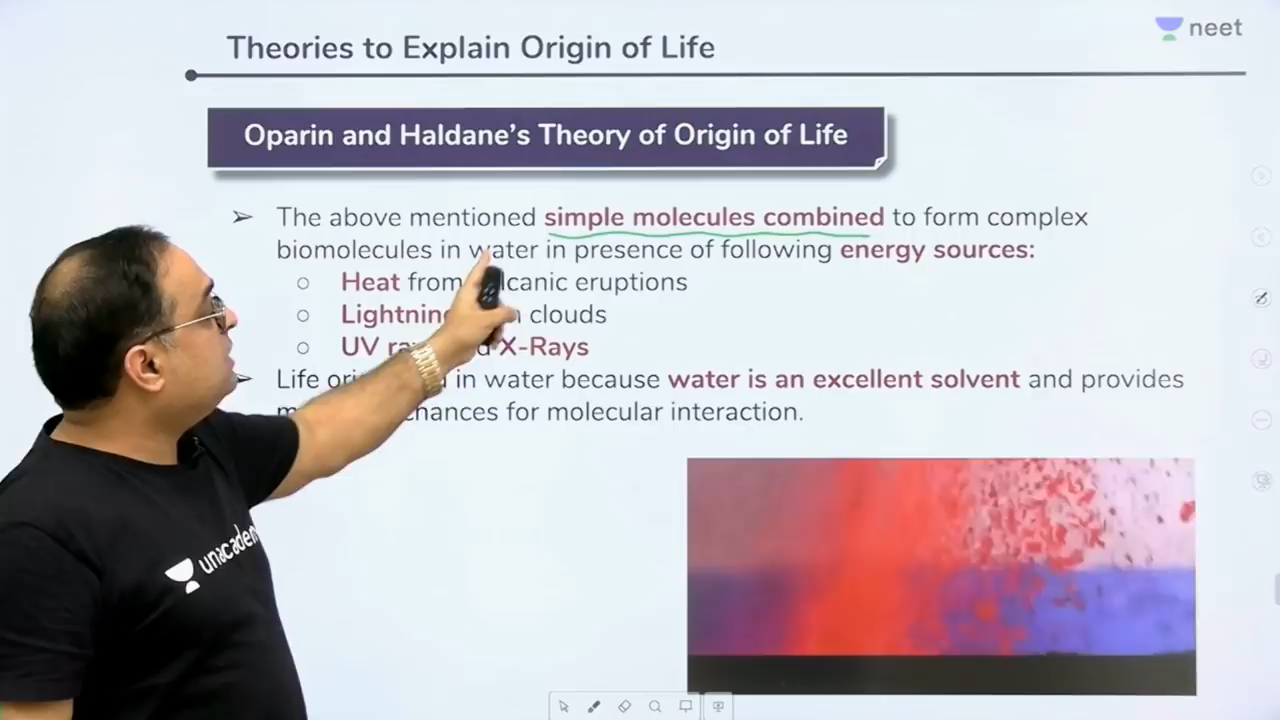 Theories to Explain Origin of Life
neet
Oparin and Haldane's Theory of Origin of Life
The above mentioned simple molecules combined to form complex
biomolecules in water in presence of following energy sources:
Heat from canic eruptions
Lightnin clouds
UV ra d X-Rays
Life ori in water because water is an excellent solvent and provides
chances for molecular interaction.
unacadem